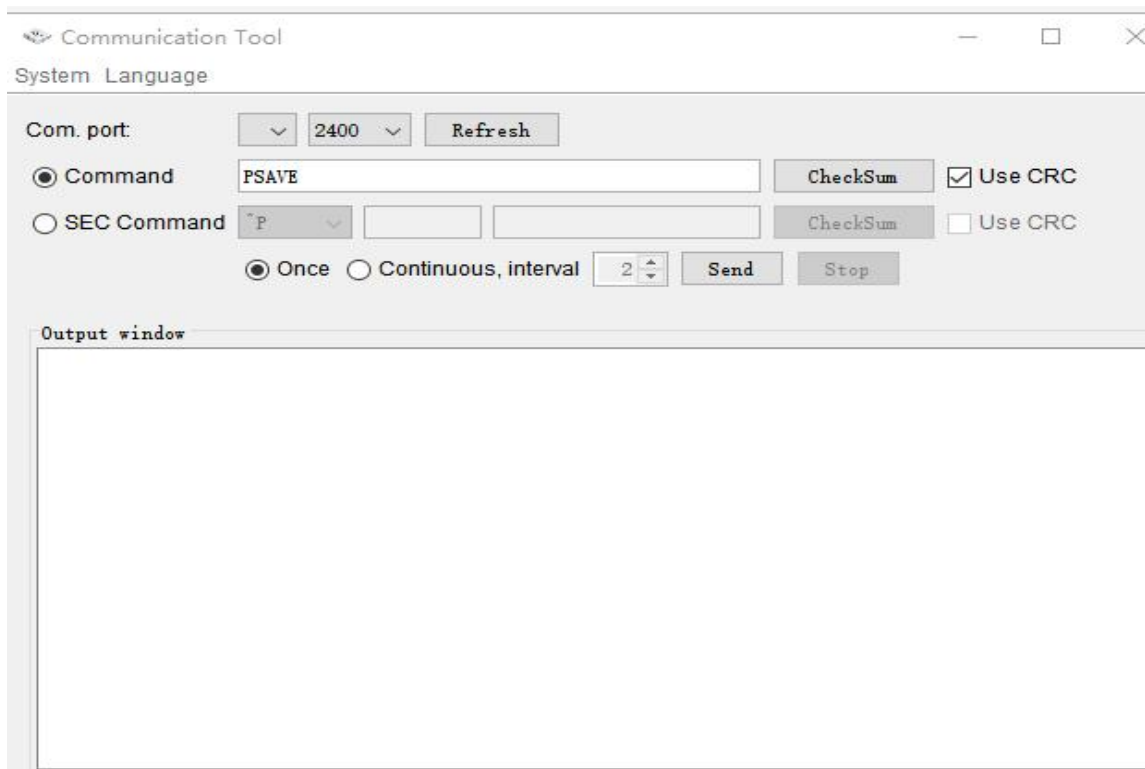 Communication Tool
System Language
Com. port: 2400 Refresh
Command PSAVE CheckSum Use CRC
SEC Command ^P CheckSum Use CRC
Once Continuous, interval 2 Send Stop
Output window